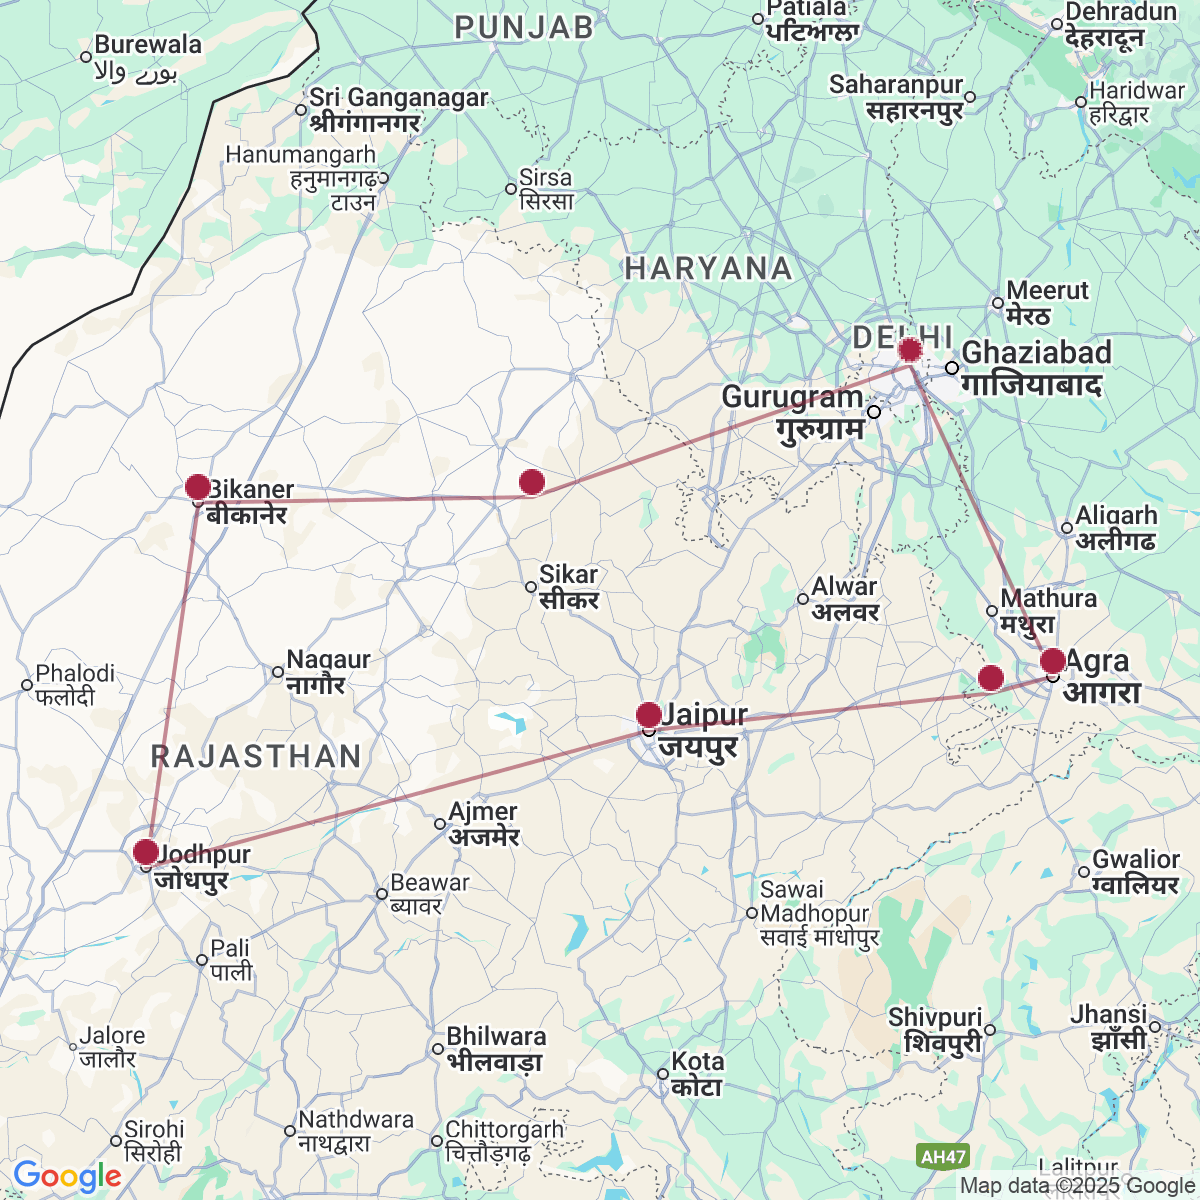 PUNJAB
Patiala
ਪਟਿਆਲਾ
Dehradun
देहरादून
Burewala
بورے والا
Saharanpur
सहारनपुर
Haridwar
हरिद्वार
Sri Ganganagar
श्रीगंगानगर
Hanumangarh
हनुमानगढ़
टाउन
Sirsa
सिरसा
HARYANA
Meerut
मेरठ
DELHI
Ghaziabad
गाजियाबाद
Gurugram
गुरुग्राम
Bikaner
बीकानेर
Aligarh
अलीगढ
Sikar
सीकर
Alwar
अलवर
Mathura
मथुरा
Nagaur
नागौर
Phalodi
फलोदी
Agra
आगरा
Jaipur
जयपुर
RAJASTHAN
Ajmer
अजमेर
Jodhpur
जोधपुर
Beawar
ब्यावर
Gwalior
ग्वालियर
Sawai
Madhopur
सवाई माधोपुर
Pali
पाली
Shivpuri
शिवपुरी
Jhansi
झाँसी
Jalore
जालौर
Bhilwara
भीलवाड़ा
Kota
कोटा
Nathdwara
नाथद्वारा
Sirohi
सिरोही
Chittorgarh
चित्तौड़गढ़
AH47
Lalitpur
Google
Map data ©2025 Google